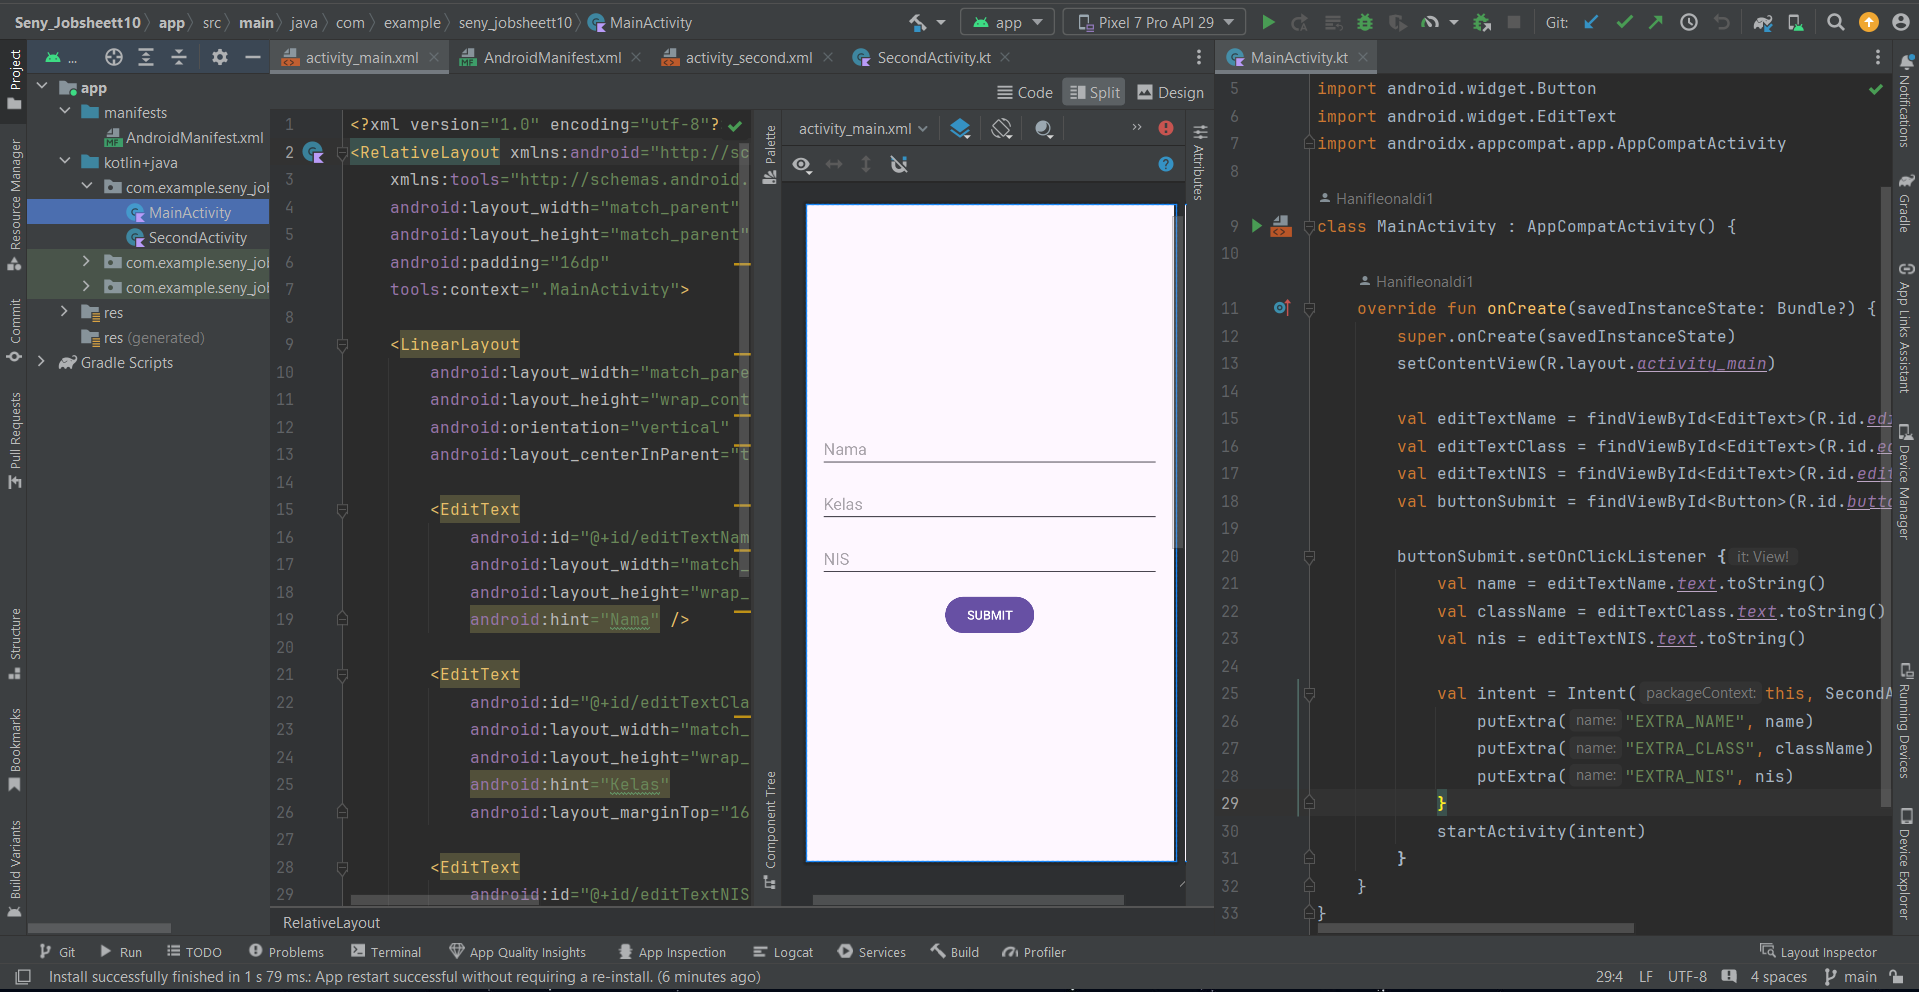 Seny_Jobsheett10 > app > src > main > java > com > example > seny_jobsheett10 > MainActivity
app
Pixel 7 Pro API 29
Git:
...
activity_main.xml
AndroidManifest.xml
activity_second.xml
SecondActivity.kt
MainActivity.kt
Project
Resource Manager
Commit
Pull Requests
Structure
Bookmarks
Build Variants
app
manifests
AndroidManifest.xml
kotlin+java
com.example.seny_jol
MainActivity
SecondActivity
com.example.seny_jol
com.example.seny_jol
res
res (generated)
Gradle Scripts
Code
Split
Design
1 <?xml version="1.0" encoding="utf-8"?
2 <RelativeLayout xmlns:android="http://sc
3 xmlns:tools="http://schemas.android.
4 android:layout_width="match_parent"
5 android:layout_height="match_parent"
6 android:padding="16dp"
7 tools:context=".MainActivity">
8
9 <LinearLayout
10 android:layout_width="match_pare
11 android:layout_height="wrap_cont
12 android:orientation="vertical"
13 android:layout_centerInParent="t
14
15 <EditText
16 android:id="@+id/editTextNam
17 android:layout_width="match_
18 android:layout_height="wrap_
19 android:hint="Nama" />
20
21 <EditText
22 android:id="@+id/editTextCla
23 android:layout_width="match_
24 android:layout_height="wrap_
25 android:hint="Kelas"
26 android:layout_marginTop="16
27
28 <EditText
29 android:id="@+id/editTextNIS
RelativeLayout
Palette
Component Tree
activity_main.xml
Attributes
Nama
Kelas
NIS
SUBMIT
5 import android.widget.Button
6 import android.widget.EditText
7 import androidx.appcompat.app.AppCompatActivity
8
Hanifleonaldi1
9 class MainActivity : AppCompatActivity() {
10
Hanifleonaldi1
11 override fun onCreate(savedInstanceState: Bundle?) {
12 super.onCreate(savedInstanceState)
13 setContentView(R.layout.activity_main)
14
15 val editTextName = findViewById<EditText>(R.id.edi
16 val editTextClass = findViewById<EditText>(R.id.ed
17 val editTextNIS = findViewById<EditText>(R.id.edit
18 val buttonSubmit = findViewById<Button>(R.id.butto
19
20 buttonSubmit.setOnClickListener { it: View!
21 val name = editTextName.text.toString()
22 val className = editTextClass.text.toString()
23 val nis = editTextNIS.text.toString()
24
25 val intent = Intent( packageContext: this, SecondA
26 putExtra( name: "EXTRA_NAME", name)
27 putExtra( name: "EXTRA_CLASS", className)
28 putExtra( name: "EXTRA_NIS", nis)
29 }
30 startActivity(intent)
31 }
32 }
33 }
Notifications
Gradle
App Links Assistant
Device Manager
Running Devices
Device Explorer
Git
Run
TODO
Problems
Terminal
App Quality Insights
App Inspection
Logcat
Services
Build
Profiler
Layout Inspector
Install successfully finished in 1 s 79 ms.: App restart successful without requiring a re-install. (6 minutes ago)
29:4
LF
UTF-8
4 spaces
main